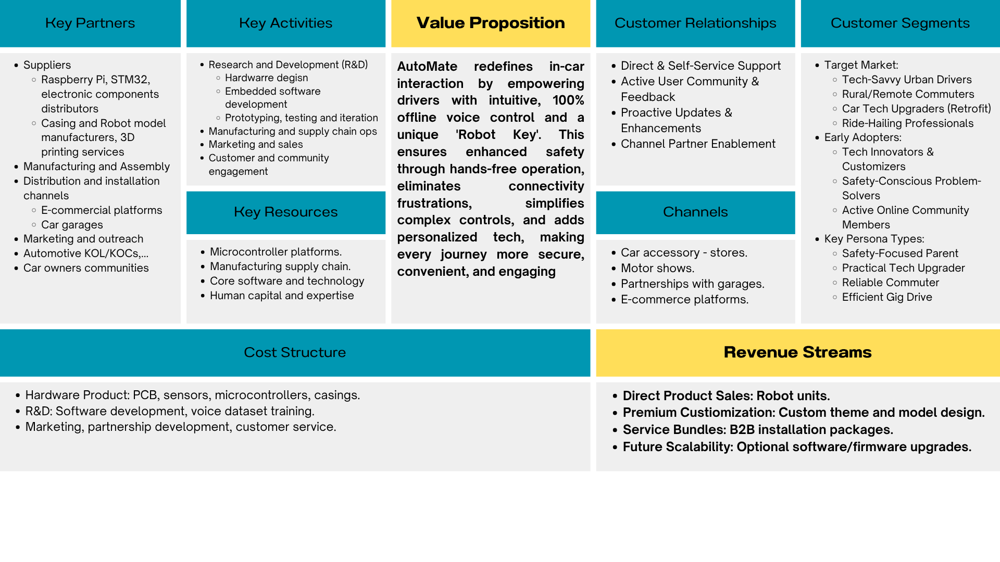 Key Partners
Suppliers
Raspberry Pi, STM32,
electronic components
distributors
Casing and Robot model
manufacturers, 3D
printing services
Manufacturing and Assembly
Distribution and installation
channels
E-commercial platforms
Car garages
Marketing and outreach
Automotive KOL/KOCs,...
Car owners communities
Key Activities
Research and Development (R&D)
Hardwarre degisn
Embedded software
development
Prototyping, testing and iteration
Manufacturing and supply chain ops
Marketing and sales
Customer and community
engagement
Key Resources
Microcontroller platforms.
Manufacturing supply chain.
Core software and technology
Human capital and expertise
Value Proposition
AutoMate redefines in-car
interaction by empowering
drivers with intuitive, 100%
offline voice control and a
unique 'Robot Key'. This
ensures enhanced safety
through hands-free operation,
eliminates connectivity
frustrations, simplifies
complex controls, and adds
personalized tech, making
every journey more secure,
convenient, and engaging
Customer Relationships
Direct & Self-Service Support
Active User Community &
Feedback
Proactive Updates &
Enhancements
Channel Partner Enablement
Channels
Car accessory - stores.
Motor shows.
Partnerships with garages.
E-commerce platforms.
Customer Segments
Target Market:
Tech-Savvy Urban Drivers
Rural/Remote Commuters
Car Tech Upgraders (Retrofit)
Ride-Hailing Professionals
Early Adopters:
Tech Innovators &
Customizers
Safety-Conscious Problem-
Solvers
Active Online Community
Members
Key Persona Types:
Safety-Focused Parent
Practical Tech Upgrader
Reliable Commuter
Efficient Gig Drive
Cost Structure
Hardware Product: PCB, sensors, microcontrollers, casings.
R&D: Software development, voice dataset training.
Marketing, partnership development, customer service.
Revenue Streams
Direct Product Sales: Robot units.
Premium Custiomization: Custom theme and model design.
Service Bundles: B2B installation packages.
Future Scalability: Optional software/firmware upgrades.